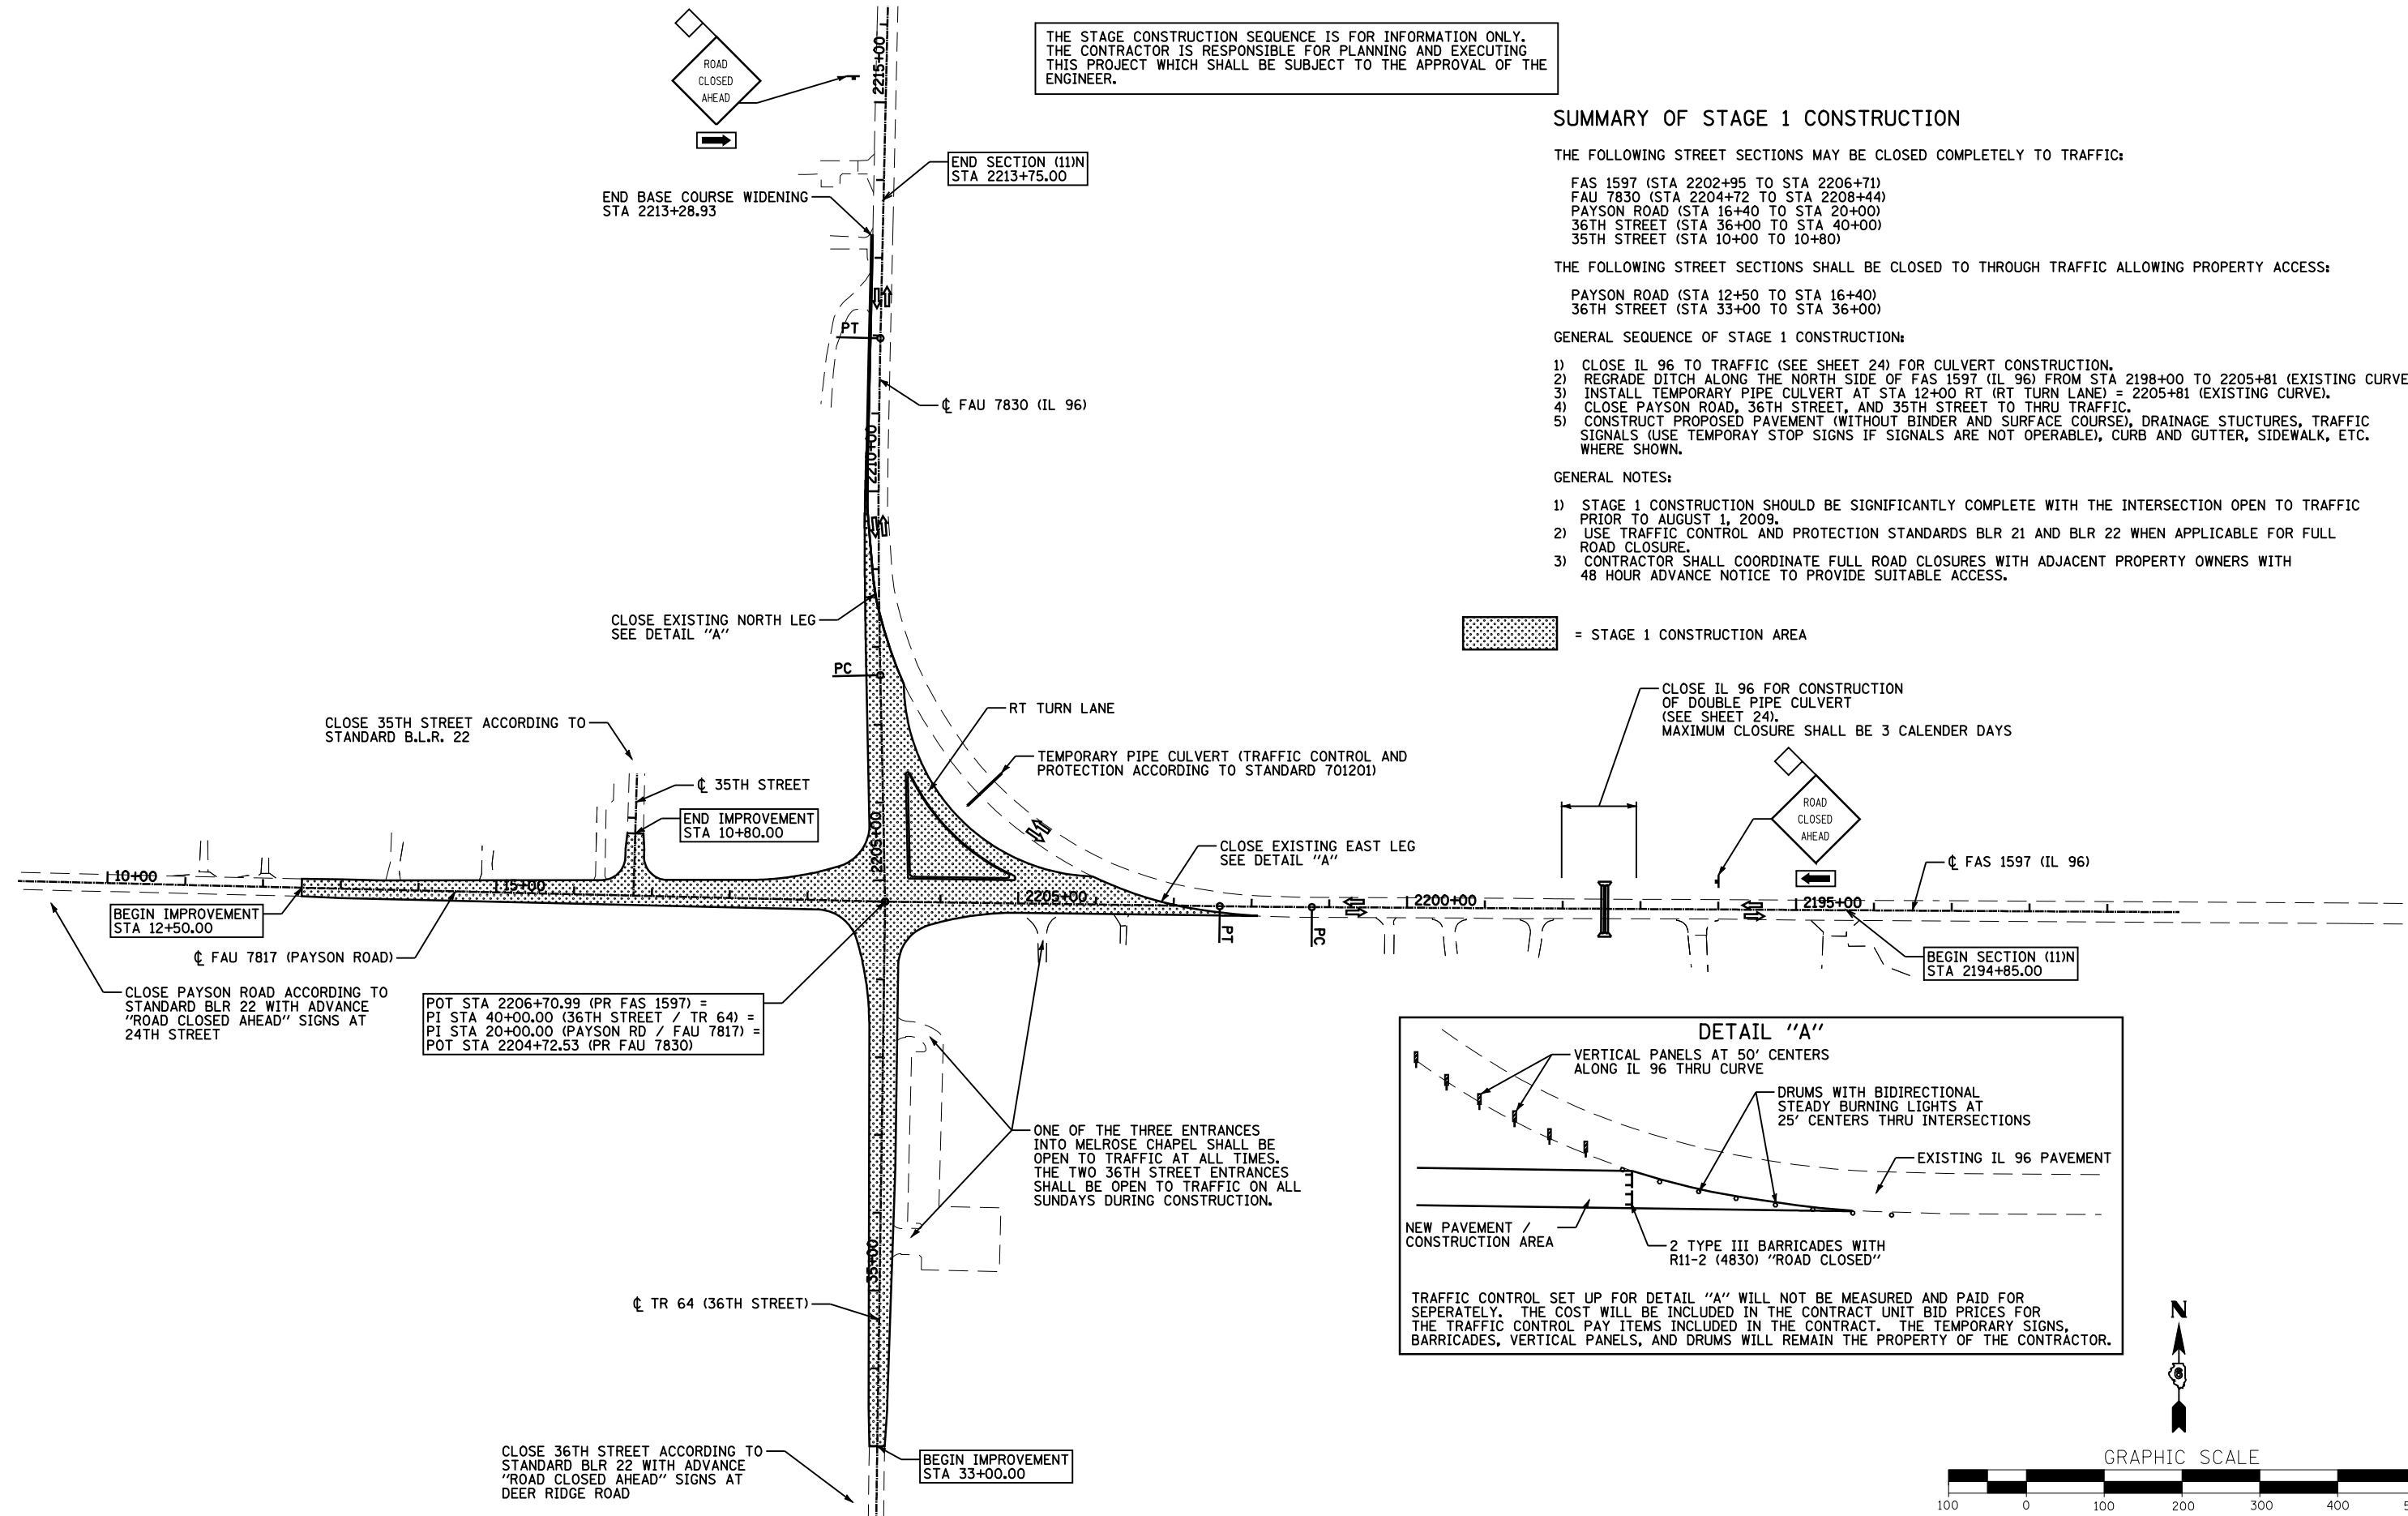 ROAD
CLOSED
AHEAD
2215+00
THE STAGE CONSTRUCTION SEQUENCE IS FOR INFORMATION ONLY.
THE CONTRACTOR IS RESPONSIBLE FOR PLANNING AND EXECUTING
THIS PROJECT WHICH SHALL BE SUBJECT TO THE APPROVAL OF THE
ENGINEER.
SUMMARY OF STAGE 1 CONSTRUCTION
THE FOLLOWING STREET SECTIONS MAY BE CLOSED COMPLETELY TO TRAFFIC:
FAS 1597 (STA 2202+95 TO STA 2206+71)
FAU 7830 (STA 2204+72 TO STA 2208+44)
PAYSON ROAD (STA 16+40 TO STA 20+00)
36TH STREET (STA 36+00 TO STA 40+00)
35TH STREET (STA 10+00 TO 10+80)
THE FOLLOWING STREET SECTIONS SHALL BE CLOSED TO THROUGH TRAFFIC ALLOWING PROPERTY ACCESS:
PAYSON ROAD (STA 12+50 TO STA 16+40)
36TH STREET (STA 33+00 TO STA 36+00)
GENERAL SEQUENCE OF STAGE 1 CONSTRUCTION:
1) CLOSE IL 96 TO TRAFFIC (SEE SHEET 24) FOR CULVERT CONSTRUCTION.
2) REGRADE DITCH ALONG THE NORTH SIDE OF FAS 1597 (IL 96) FROM STA 2198+00 TO 2205+81 (EXISTING CURVE
3) INSTALL TEMPORARY PIPE CULVERT AT STA 12+00 RT (RT TURN LANE) = 2205+81 (EXISTING CURVE).
4) CLOSE PAYSON ROAD, 36TH STREET, AND 35TH STREET TO THRU TRAFFIC.
5) CONSTRUCT PROPOSED PAVEMENT (WITHOUT BINDER AND SURFACE COURSE), DRAINAGE STUCTURES, TRAFFIC
SIGNALS (USE TEMPORAY STOP SIGNS IF SIGNALS ARE NOT OPERABLE), CURB AND GUTTER, SIDEWALK, ETC.
WHERE SHOWN.
GENERAL NOTES:
1) STAGE 1 CONSTRUCTION SHOULD BE SIGNIFICANTLY COMPLETE WITH THE INTERSECTION OPEN TO TRAFFIC
PRIOR TO AUGUST 1, 2009.
2) USE TRAFFIC CONTROL AND PROTECTION STANDARDS BLR 21 AND BLR 22 WHEN APPLICABLE FOR FULL
ROAD CLOSURE.
3) CONTRACTOR SHALL COORDINATE FULL ROAD CLOSURES WITH ADJACENT PROPERTY OWNERS WITH
48 HOUR ADVANCE NOTICE TO PROVIDE SUITABLE ACCESS.
= STAGE 1 CONSTRUCTION AREA
END SECTION (11)N
STA 2213+75.00
END BASE COURSE WIDENING
STA 2213+28.93
PT
℄ FAU 7830 (IL 96)
2210+00
CLOSE EXISTING NORTH LEG
SEE DETAIL "A"
PC
RT TURN LANE
CLOSE IL 96 FOR CONSTRUCTION
OF DOUBLE PIPE CULVERT
(SEE SHEET 24).
MAXIMUM CLOSURE SHALL BE 3 CALENDER DAYS
CLOSE 35TH STREET ACCORDING TO
STANDARD B.L.R. 22
TEMPORARY PIPE CULVERT (TRAFFIC CONTROL AND
PROTECTION ACCORDING TO STANDARD 701201)
℄ 35TH STREET
END IMPROVEMENT
STA 10+80.00
2205+00
CLOSE EXISTING EAST LEG
SEE DETAIL "A"
ROAD
CLOSED
AHEAD
℄ FAS 1597 (IL 96)
10+00
15+00
2205+00
2200+00
2195+00
BEGIN IMPROVEMENT
STA 12+50.00
PT
PC
℄ FAU 7817 (PAYSON ROAD)
BEGIN SECTION (11)N
STA 2194+85.00
CLOSE PAYSON ROAD ACCORDING TO
STANDARD BLR 22 WITH ADVANCE
"ROAD CLOSED AHEAD" SIGNS AT
24TH STREET
POT STA 2206+70.99 (PR FAS 1597) =
PI STA 40+00.00 (36TH STREET / TR 64) =
PI STA 20+00.00 (PAYSON RD / FAU 7817) =
POT STA 2204+72.53 (PR FAU 7830)
ONE OF THE THREE ENTRANCES
INTO MELROSE CHAPEL SHALL BE
OPEN TO TRAFFIC AT ALL TIMES.
THE TWO 36TH STREET ENTRANCES
SHALL BE OPEN TO TRAFFIC ON ALL
SUNDAYS DURING CONSTRUCTION.
35+00
℄ TR 64 (36TH STREET)
CLOSE 36TH STREET ACCORDING TO
STANDARD BLR 22 WITH ADVANCE
"ROAD CLOSED AHEAD" SIGNS AT
DEER RIDGE ROAD
BEGIN IMPROVEMENT
STA 33+00.00
DETAIL "A"
VERTICAL PANELS AT 50' CENTERS
ALONG IL 96 THRU CURVE
DRUMS WITH BIDIRECTIONAL
STEADY BURNING LIGHTS AT
25' CENTERS THRU INTERSECTIONS
EXISTING IL 96 PAVEMENT
NEW PAVEMENT /
CONSTRUCTION AREA
2 TYPE III BARRICADES WITH
R11-2 (4830) "ROAD CLOSED"
TRAFFIC CONTROL SET UP FOR DETAIL "A" WILL NOT BE MEASURED AND PAID FOR
SEPERATELY. THE COST WILL BE INCLUDED IN THE CONTRACT UNIT BID PRICES FOR
THE TRAFFIC CONTROL PAY ITEMS INCLUDED IN THE CONTRACT. THE TEMPORARY SIGNS,
BARRICADES, VERTICAL PANELS, AND DRUMS WILL REMAIN THE PROPERTY OF THE CONTRACTOR.
N
6
GRAPHIC SCALE
100 0 100 200 300 400 5